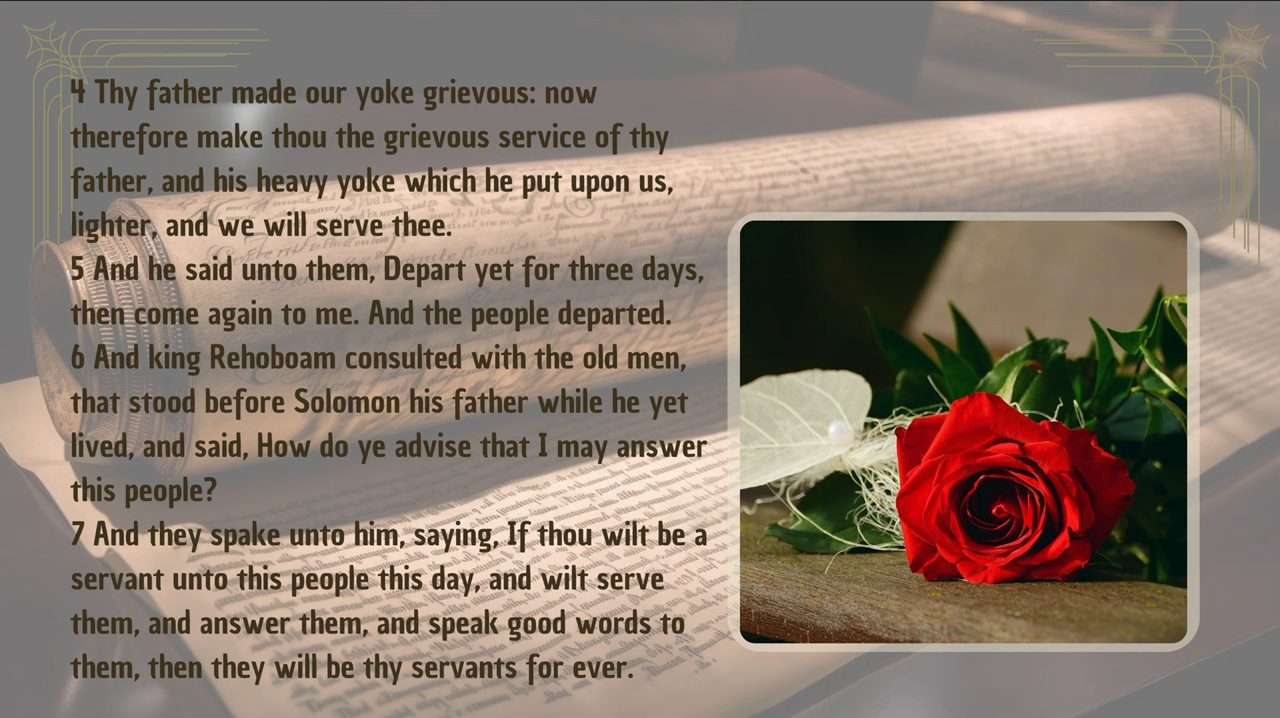 4 Thy father made our yoke grievous: now
therefore make thou the grievous service of thy
father, and his heavy yoke which he put upon us,
lighter, and we will serve thee.
5 And he said unto them, Depart yet for three days,
then come again to me. And the people departed.
6 And king Rehoboam consulted with the old men,
that stood before Solomon his father while he yet
lived, and said, How do ye advise that I may answer
this people?
7 And they spake unto him, saying, If thou wilt be a
servant unto this people this day, and wilt serve
them, and answer them, and speak good words to
them, then they will be thy servants for ever.